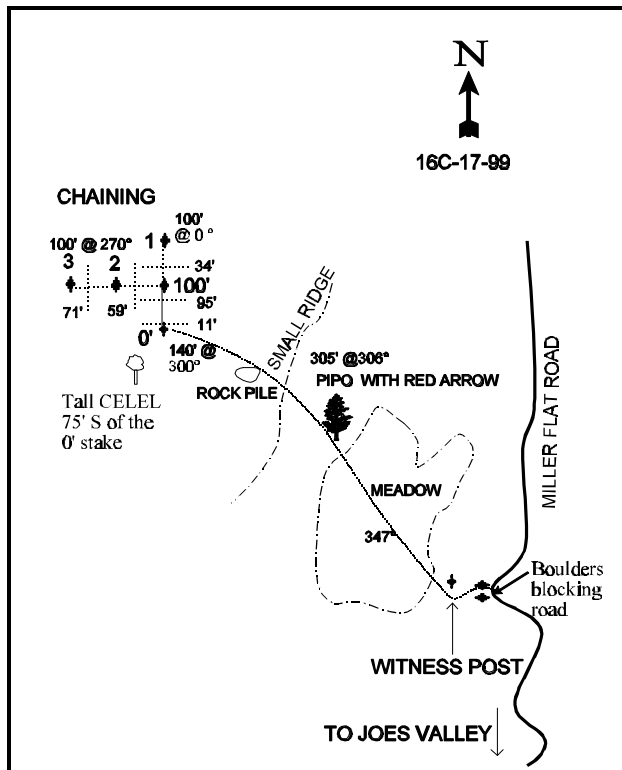 N
16C-17-99
CHAINING
100'
@ 0 °
1
100' @ 270°
3
2
34'
100'
71'
59'
95'
11'
0'
140' @
300°
SMALL RIDGE
ROCK PILE
305' @306°
PIPO WITH RED ARROW
Tall CELEL
75' S of the
0' stake
MEADOW
347°
MILLER FLAT ROAD
Boulders
blocking
road
WITNESS POST
TO JOES VALLEY